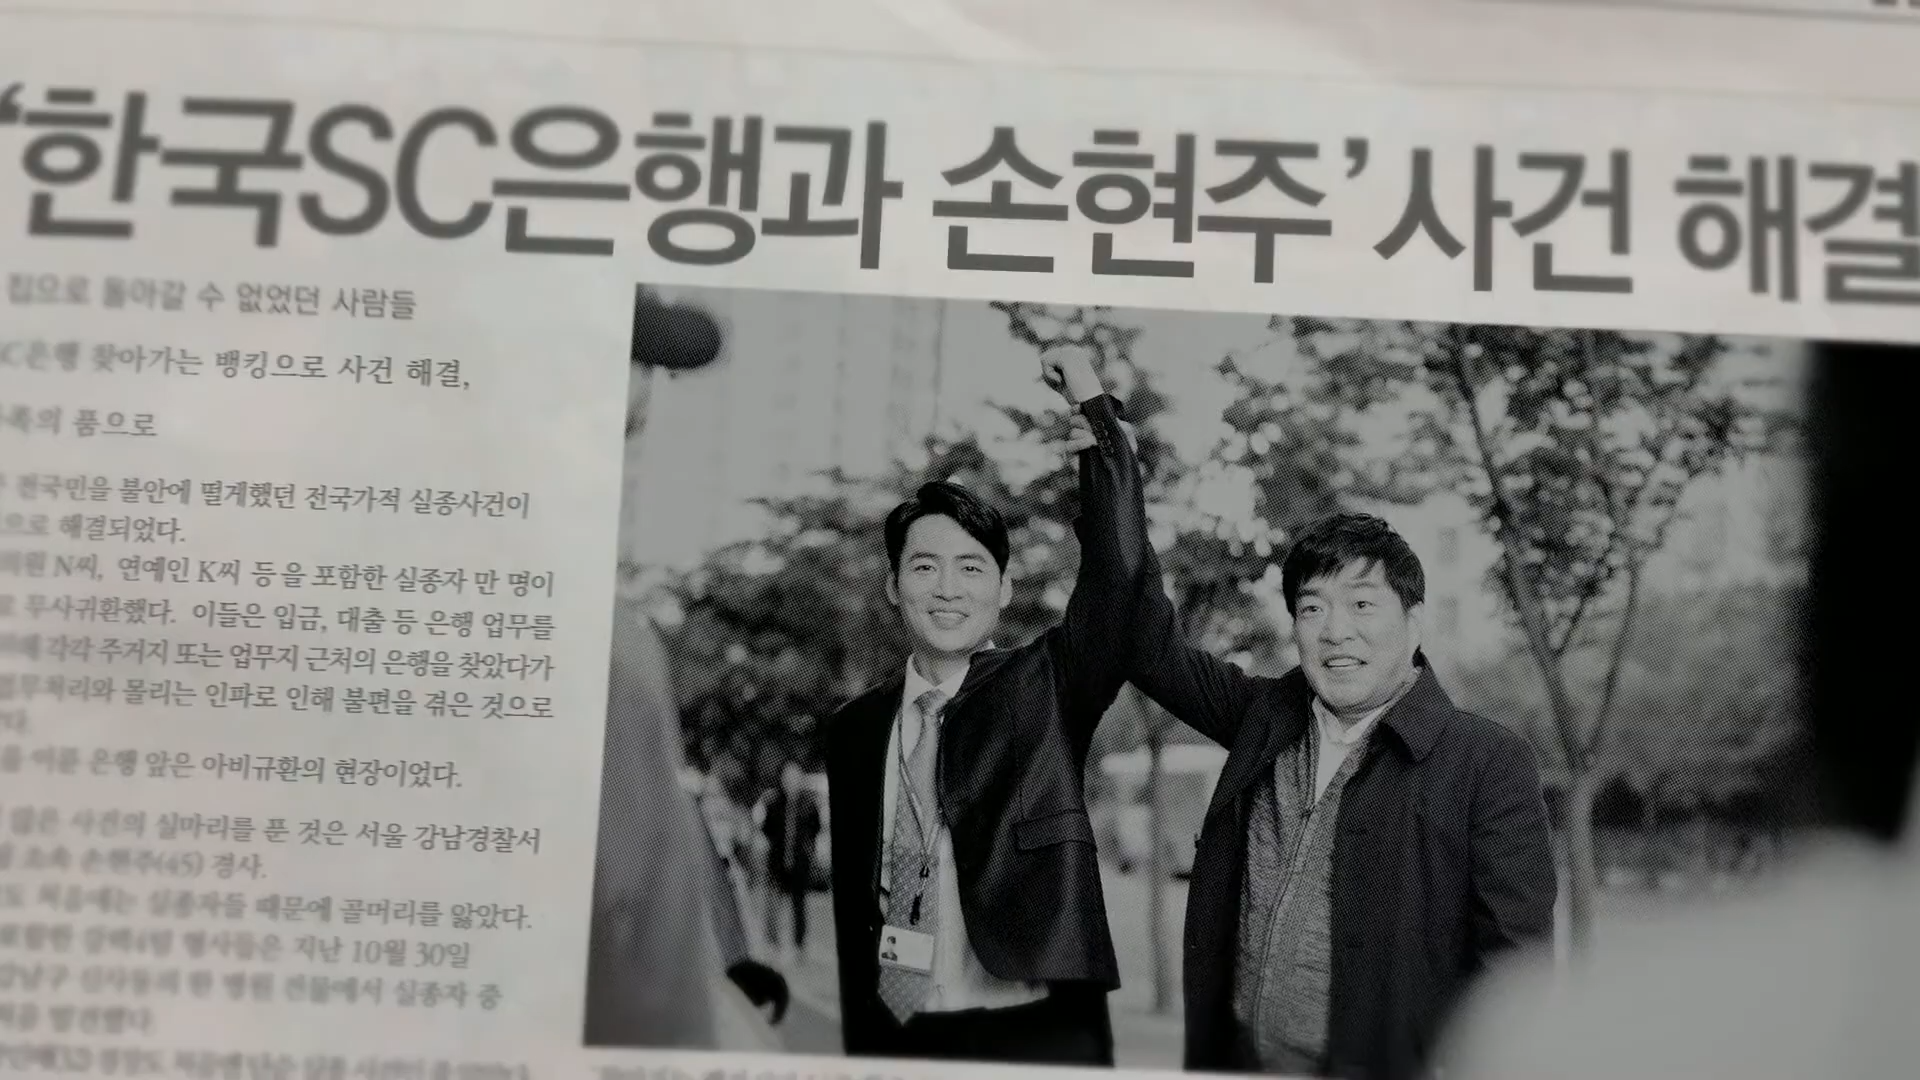 ‘한국SC은행과 손현주’ 사건 해결
집으로 돌아갈 수 없었던 사람들
SC은행 찾아가는 뱅킹으로 사건 해결,
품으로
전국민을 불안에 떨게했던 전국가적 실종사건이
해결되었다.
N씨, 연예인 K씨 등을 포함한 실종자 만 명이
무사귀환했다. 이들은 입금, 대출 등 은행 업무를
각각 주거지 또는 업무지 근처의 은행을 찾았다가
업무처리와 몰리는 인파로 인해 불편을 겪은 것으로
이룬 은행 앞은 아비규환의 현장이었다.
사건의 실마리를 푼 것은 서울 강남경찰서
소속 손현주(45) 경사.
처음에는 실종자들 때문에 골머리를 앓았다.
형사들은 지난 10월 30일
강남구 신사동의 한 병원 건물에서 실종자 중
발견했다